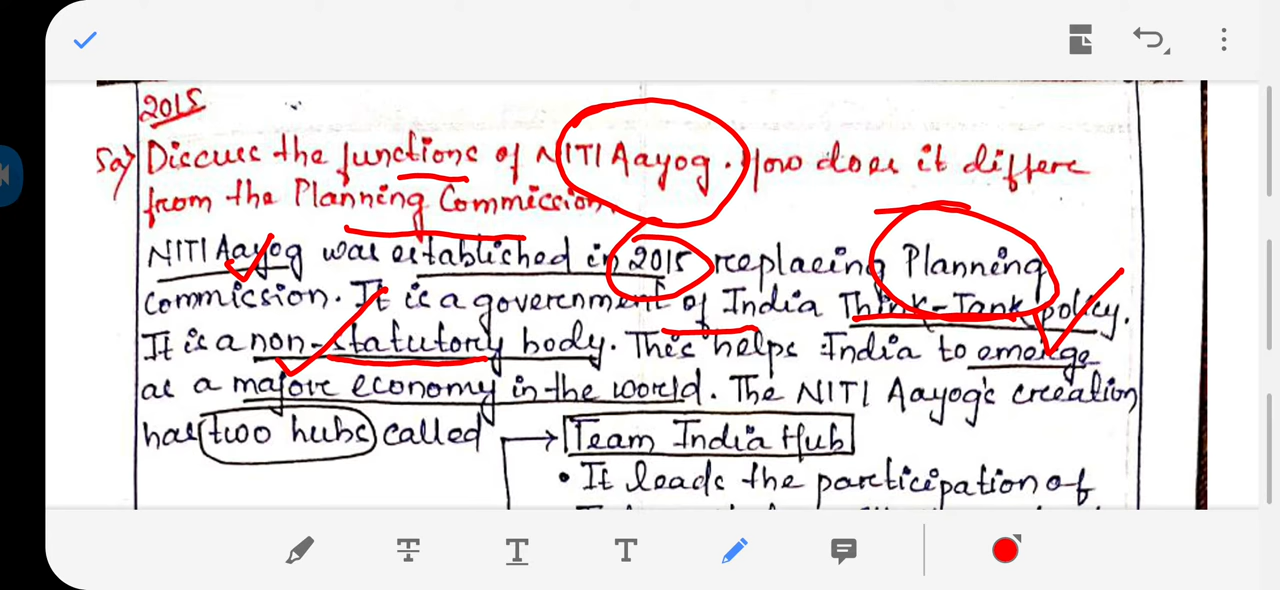 2015
5a) Discuss the functions of NITI Aayog. How does it differ
from the Planning Commission.
NITI Aayog was established in 2015 replacing Planning
Commission. It is a government of India Think-Tank policy.
It is a non-statutory body. This helps India to emerge
as a major economy in the world. The NITI Aayog's creation
has two hubs called
Team India Hub
• It leads the participation of